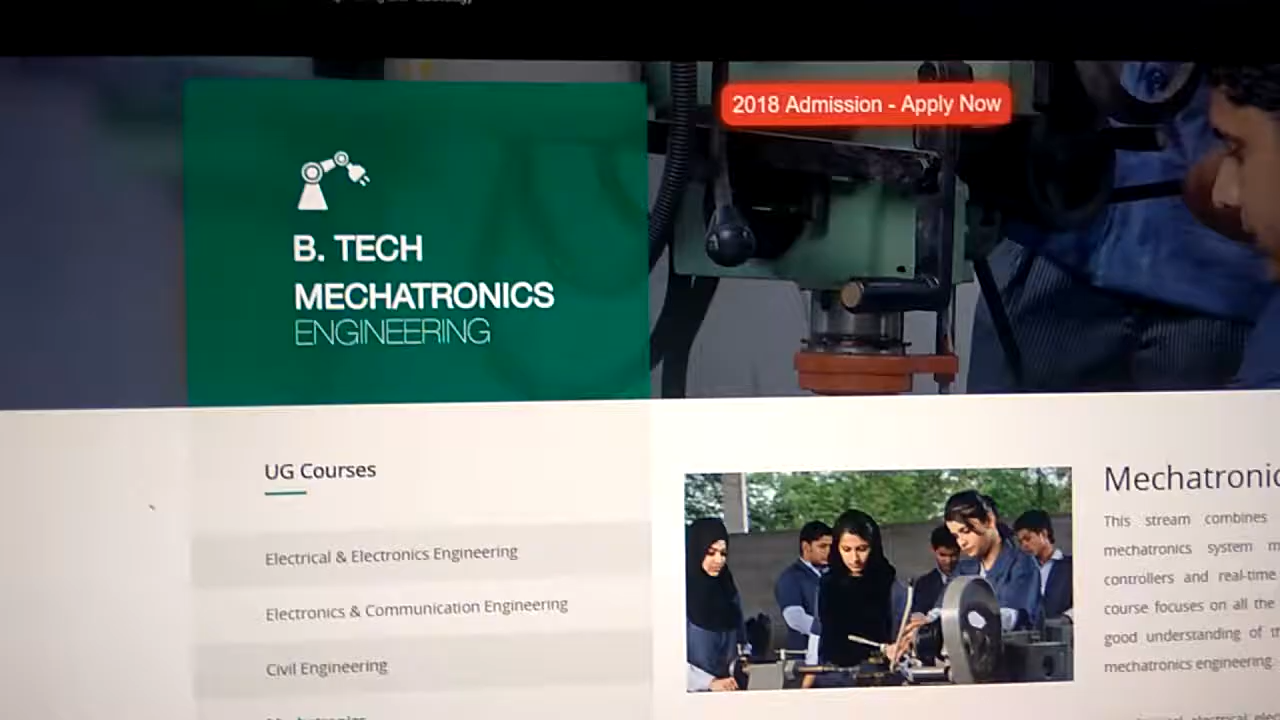 2018 Admission - Apply Now
B. TECH
MECHATRONICS
ENGINEERING
UG Courses
Electrical & Electronics Engineering
Electronics & Communication Engineering
Civil Engineering
This stream combines
mechatronics system
controllers and real-time
course focuses on all the
good understanding of
mechatronics engineering.